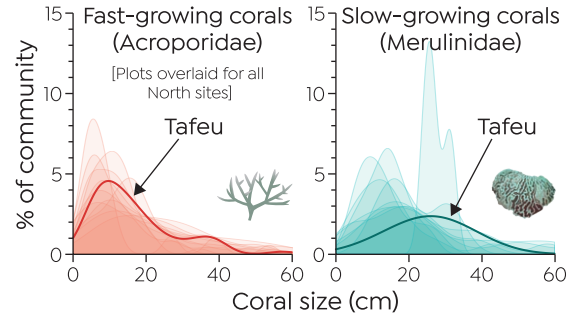 Fast-growing corals
(Acroporidae)
[Plots overlaid for all
North sites]
Tafeu
15
10
5
0
0 20 40 60
% of community
Slow-growing corals
(Merulinidae)
Tafeu
15
10
5
0
0 20 40 60
Coral size (cm)